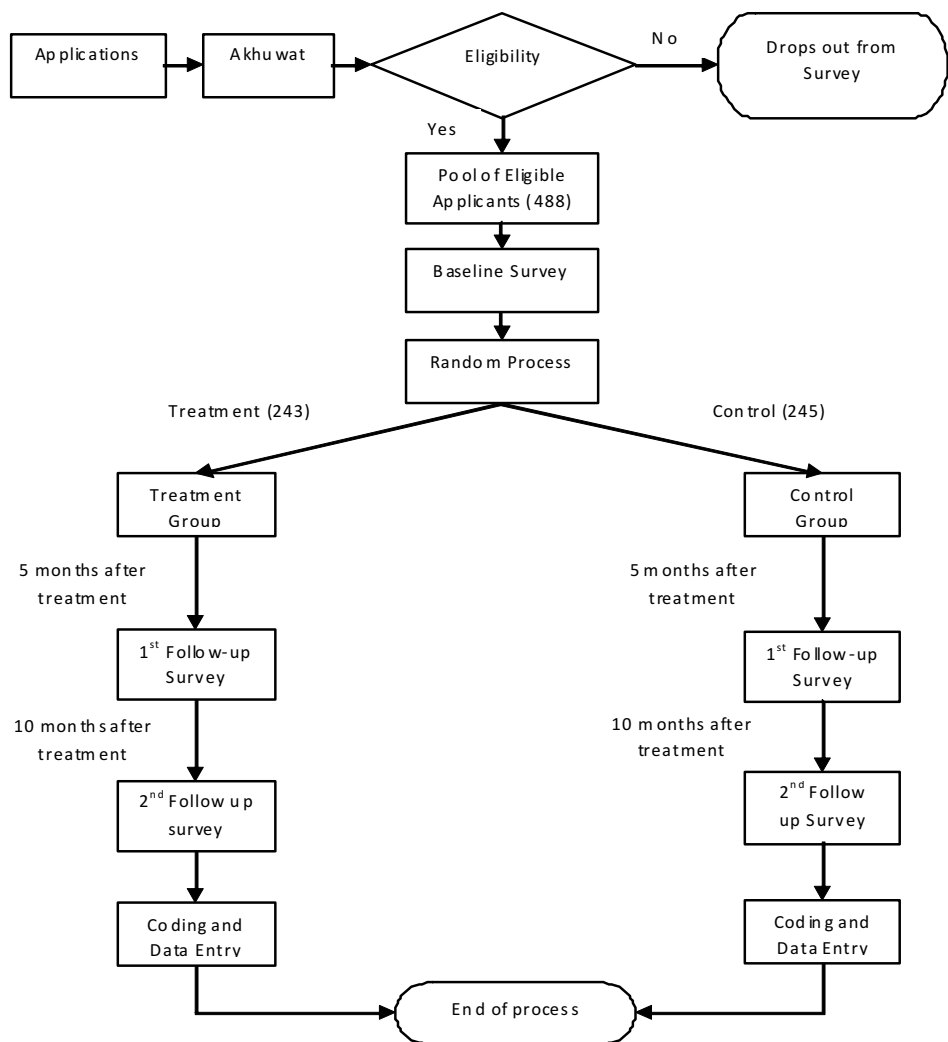 Applications
Akhuwat
Eligibility
No
Drops out from
Survey
Yes
Pool of Eligible
Applicants (488)
Baseline Survey
Random Process
Treatment (243)
Control (245)
Treatment
Group
Control
Group
5 months after
treatment
5 months after
treatment
1st Follow-up
Survey
1st Follow-up
Survey
10 months after
treatment
10 months after
treatment
2nd Follow up
survey
2nd Follow
up Survey
Coding and
Data Entry
Coding and
Data Entry
End of process